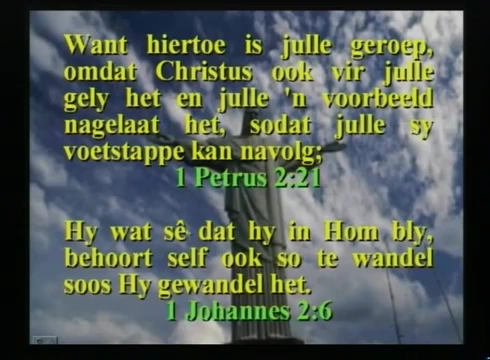 Want hiertoe is julle geroep,
omdat Christus ook vir julle
gely het en julle 'n voorbeeld
nagelaat het, sodat julle sy
voetstappe kan navolg;
1 Petrus 2:21
Hy wat sê dat hy in Hom bly,
behoort self ook so te wandel
soos Hy gewandel het.
1 Johannes 2:6